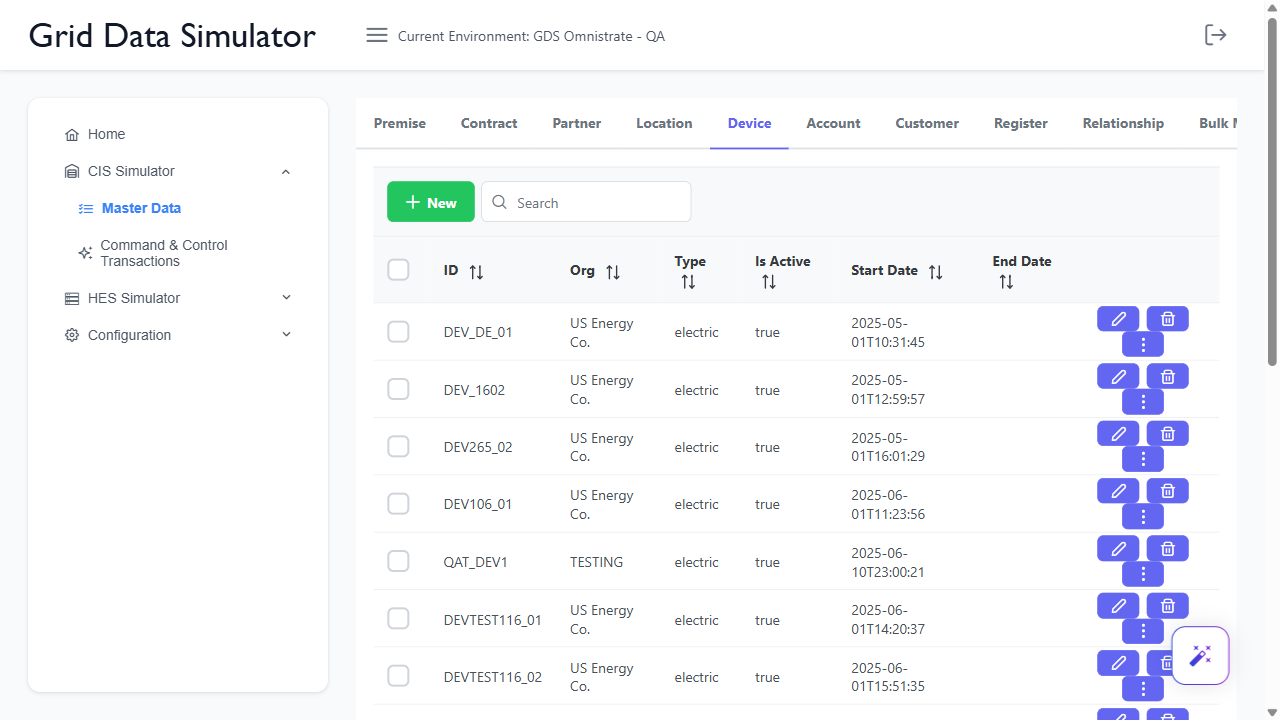 Grid Data Simulator
Current Environment: GDS Omnistrate - QA
Home
CIS Simulator
Master Data
Command & Control
Transactions
HES Simulator
Configuration
Premise Contract Partner Location Device Account Customer Register Relationship Bulk
New
Search
ID Org Type Is Active Start Date End Date
DEV_DE_01 US Energy Co. electric true 2025-05-01T10:31:45
DEV_1602 US Energy Co. electric true 2025-05-01T12:59:57
DEV265_02 US Energy Co. electric true 2025-05-01T16:01:29
DEV106_01 US Energy Co. electric true 2025-06-01T11:23:56
QAT_DEV1 TESTING electric true 2025-06-10T23:00:21
DEVTEST116_01 US Energy Co. electric true 2025-06-01T14:20:37
DEVTEST116_02 US Energy Co. electric true 2025-06-01T15:51:35